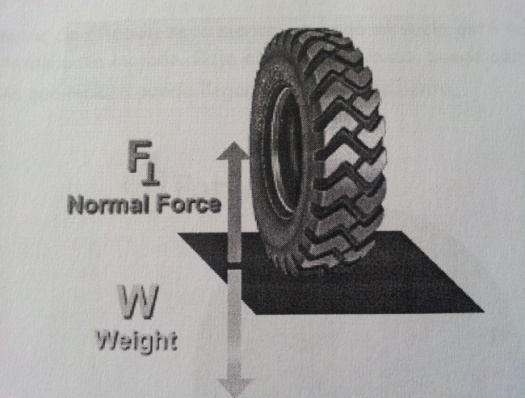 F⊥
Normal Force
W
Weight